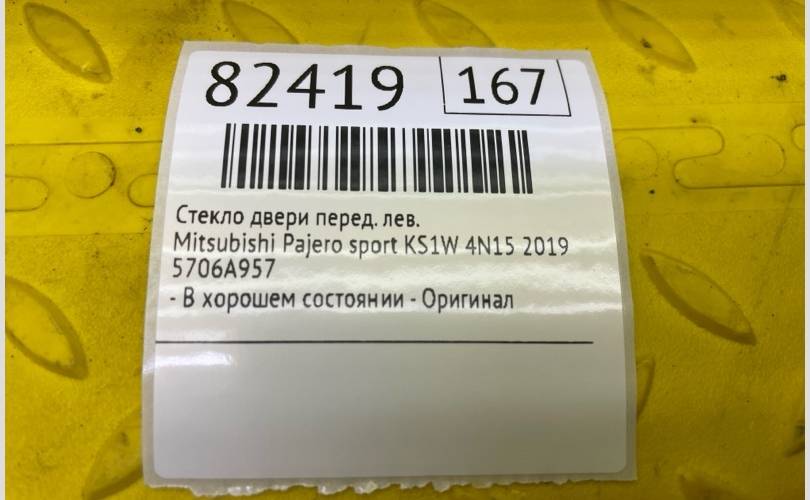 82419 167
Стекло двери перед. лев.
Mitsubishi Pajero sport KS1W 4N15 2019
5706A957
- В хорошем состоянии - Оригинал